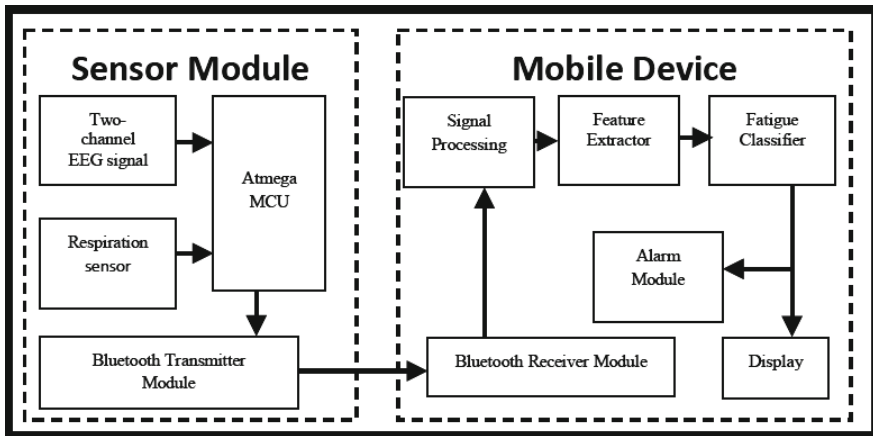 Sensor Module
Two-
channel
EEG signal
Atmega
MCU
Respiration
sensor
Bluetooth Transmitter
Module
Mobile Device
Signal
Processing
Feature
Extractor
Fatigue
Classifier
Alarm
Module
Bluetooth Receiver Module
Display